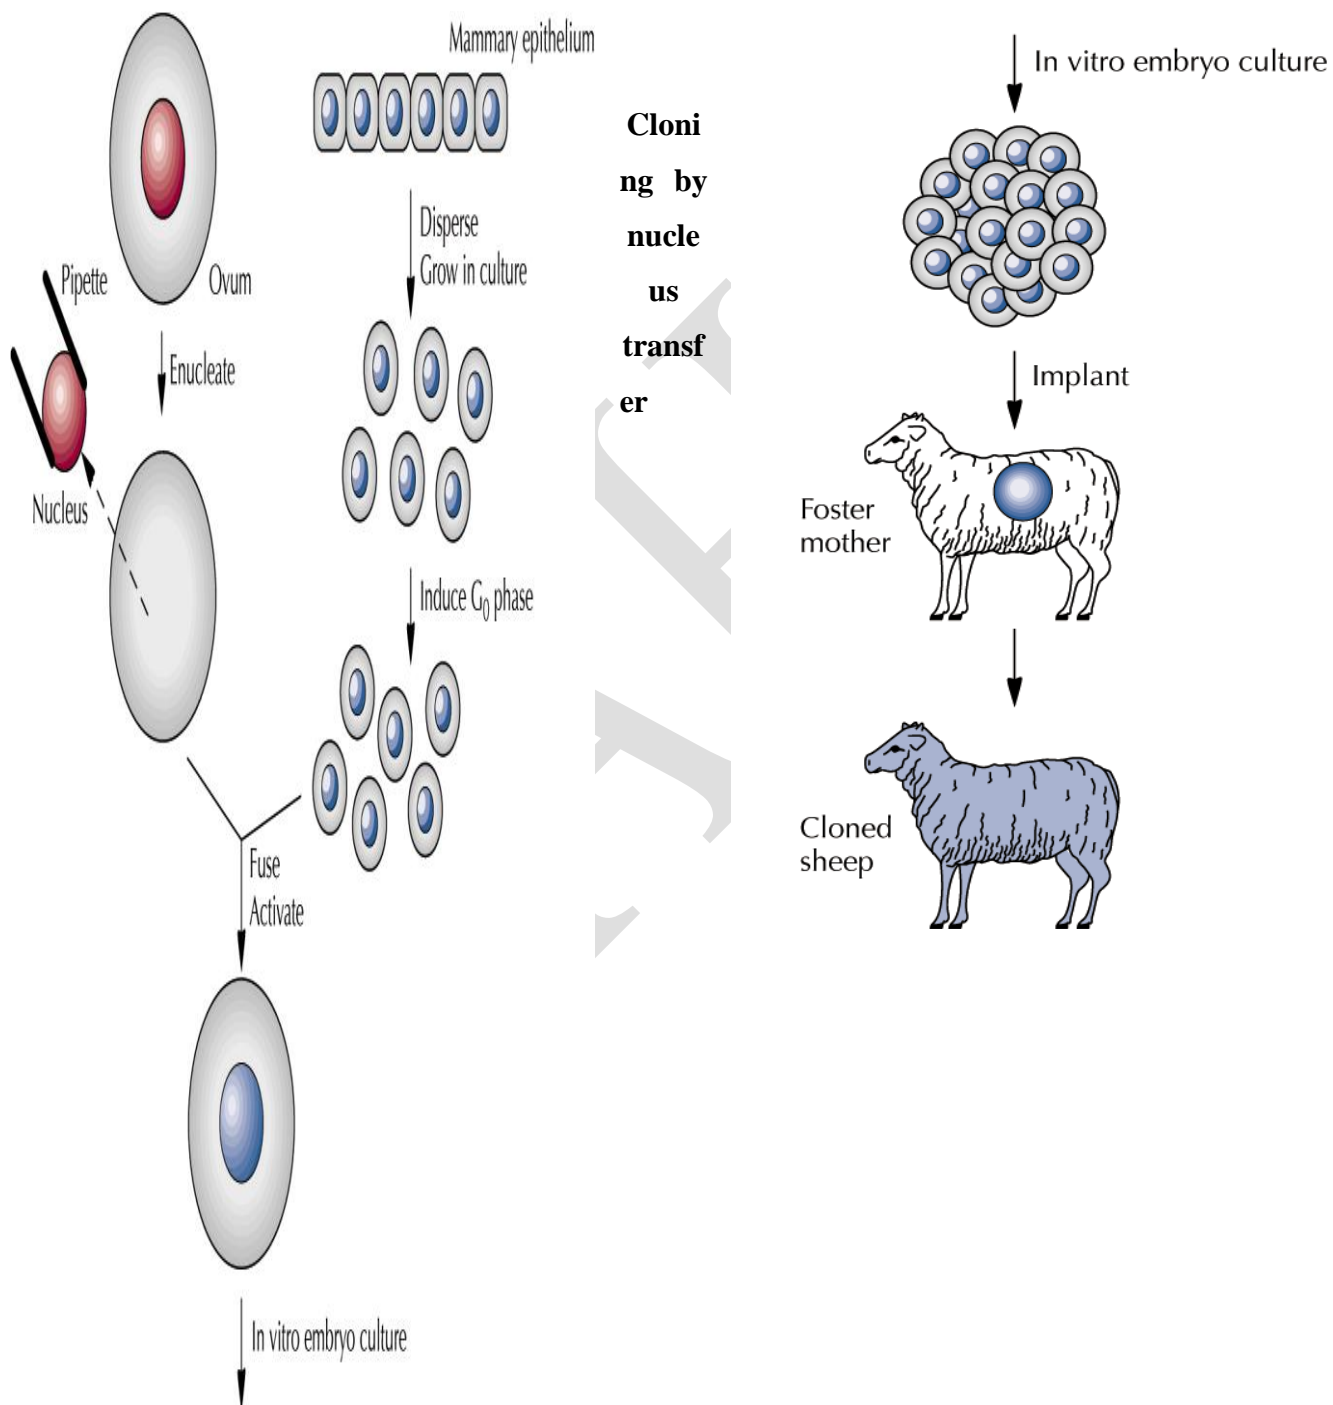 Mammary epithelium
Disperse
Grow in culture
Pipette
Ovum
Enucleate
Nucleus
Induce G₀ phase
Fuse
Activate
In vitro embryo culture
Cloni
ng by
nucle
us
transf
er
In vitro embryo culture
Implant
Foster
mother
Cloned
sheep